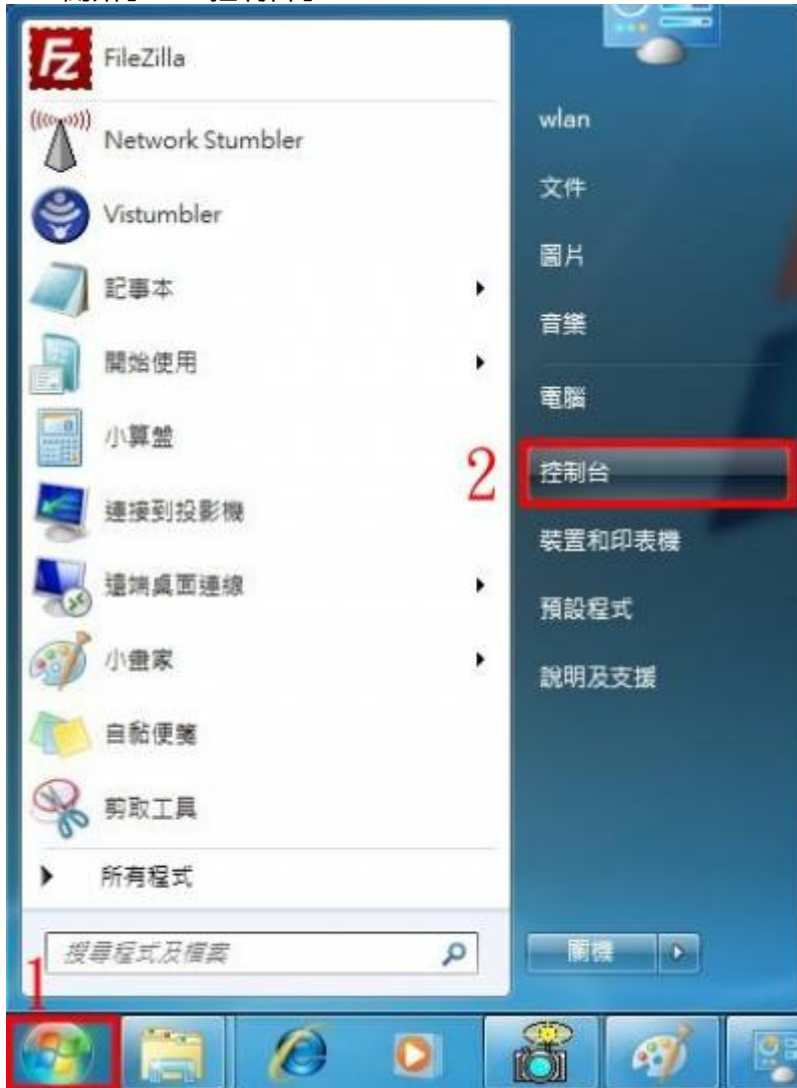 FileZilla
Network Stumbler
Vistumbler
記事本
開始使用
小算盤
連接到投影機
遠端桌面連線
小畫家
自黏便箋
剪取工具
所有程式
搜尋程式及檔案
1
wlan
文件
圖片
音樂
電腦
2
控制台
裝置和印表機
預設程式
說明及支援
關機